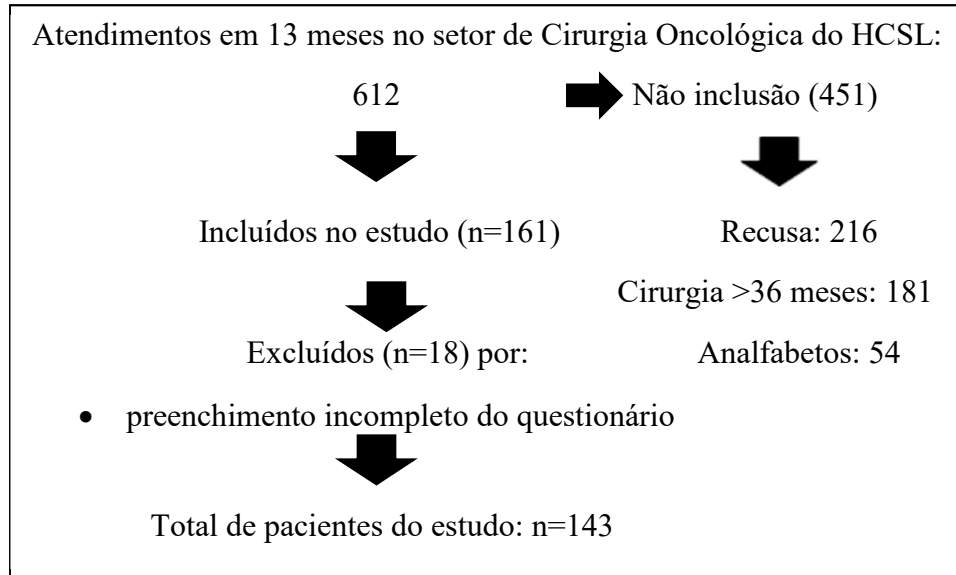 Atendimentos em 13 meses no setor de Cirurgia Oncológica do HCSL:
612 Não inclusão (451)
Incluídos no estudo (n=161) Recusa: 216
Cirurgia >36 meses: 181
Excluídos (n=18) por: Analfabetos: 54
• preenchimento incompleto do questionário
Total de pacientes do estudo: n=143